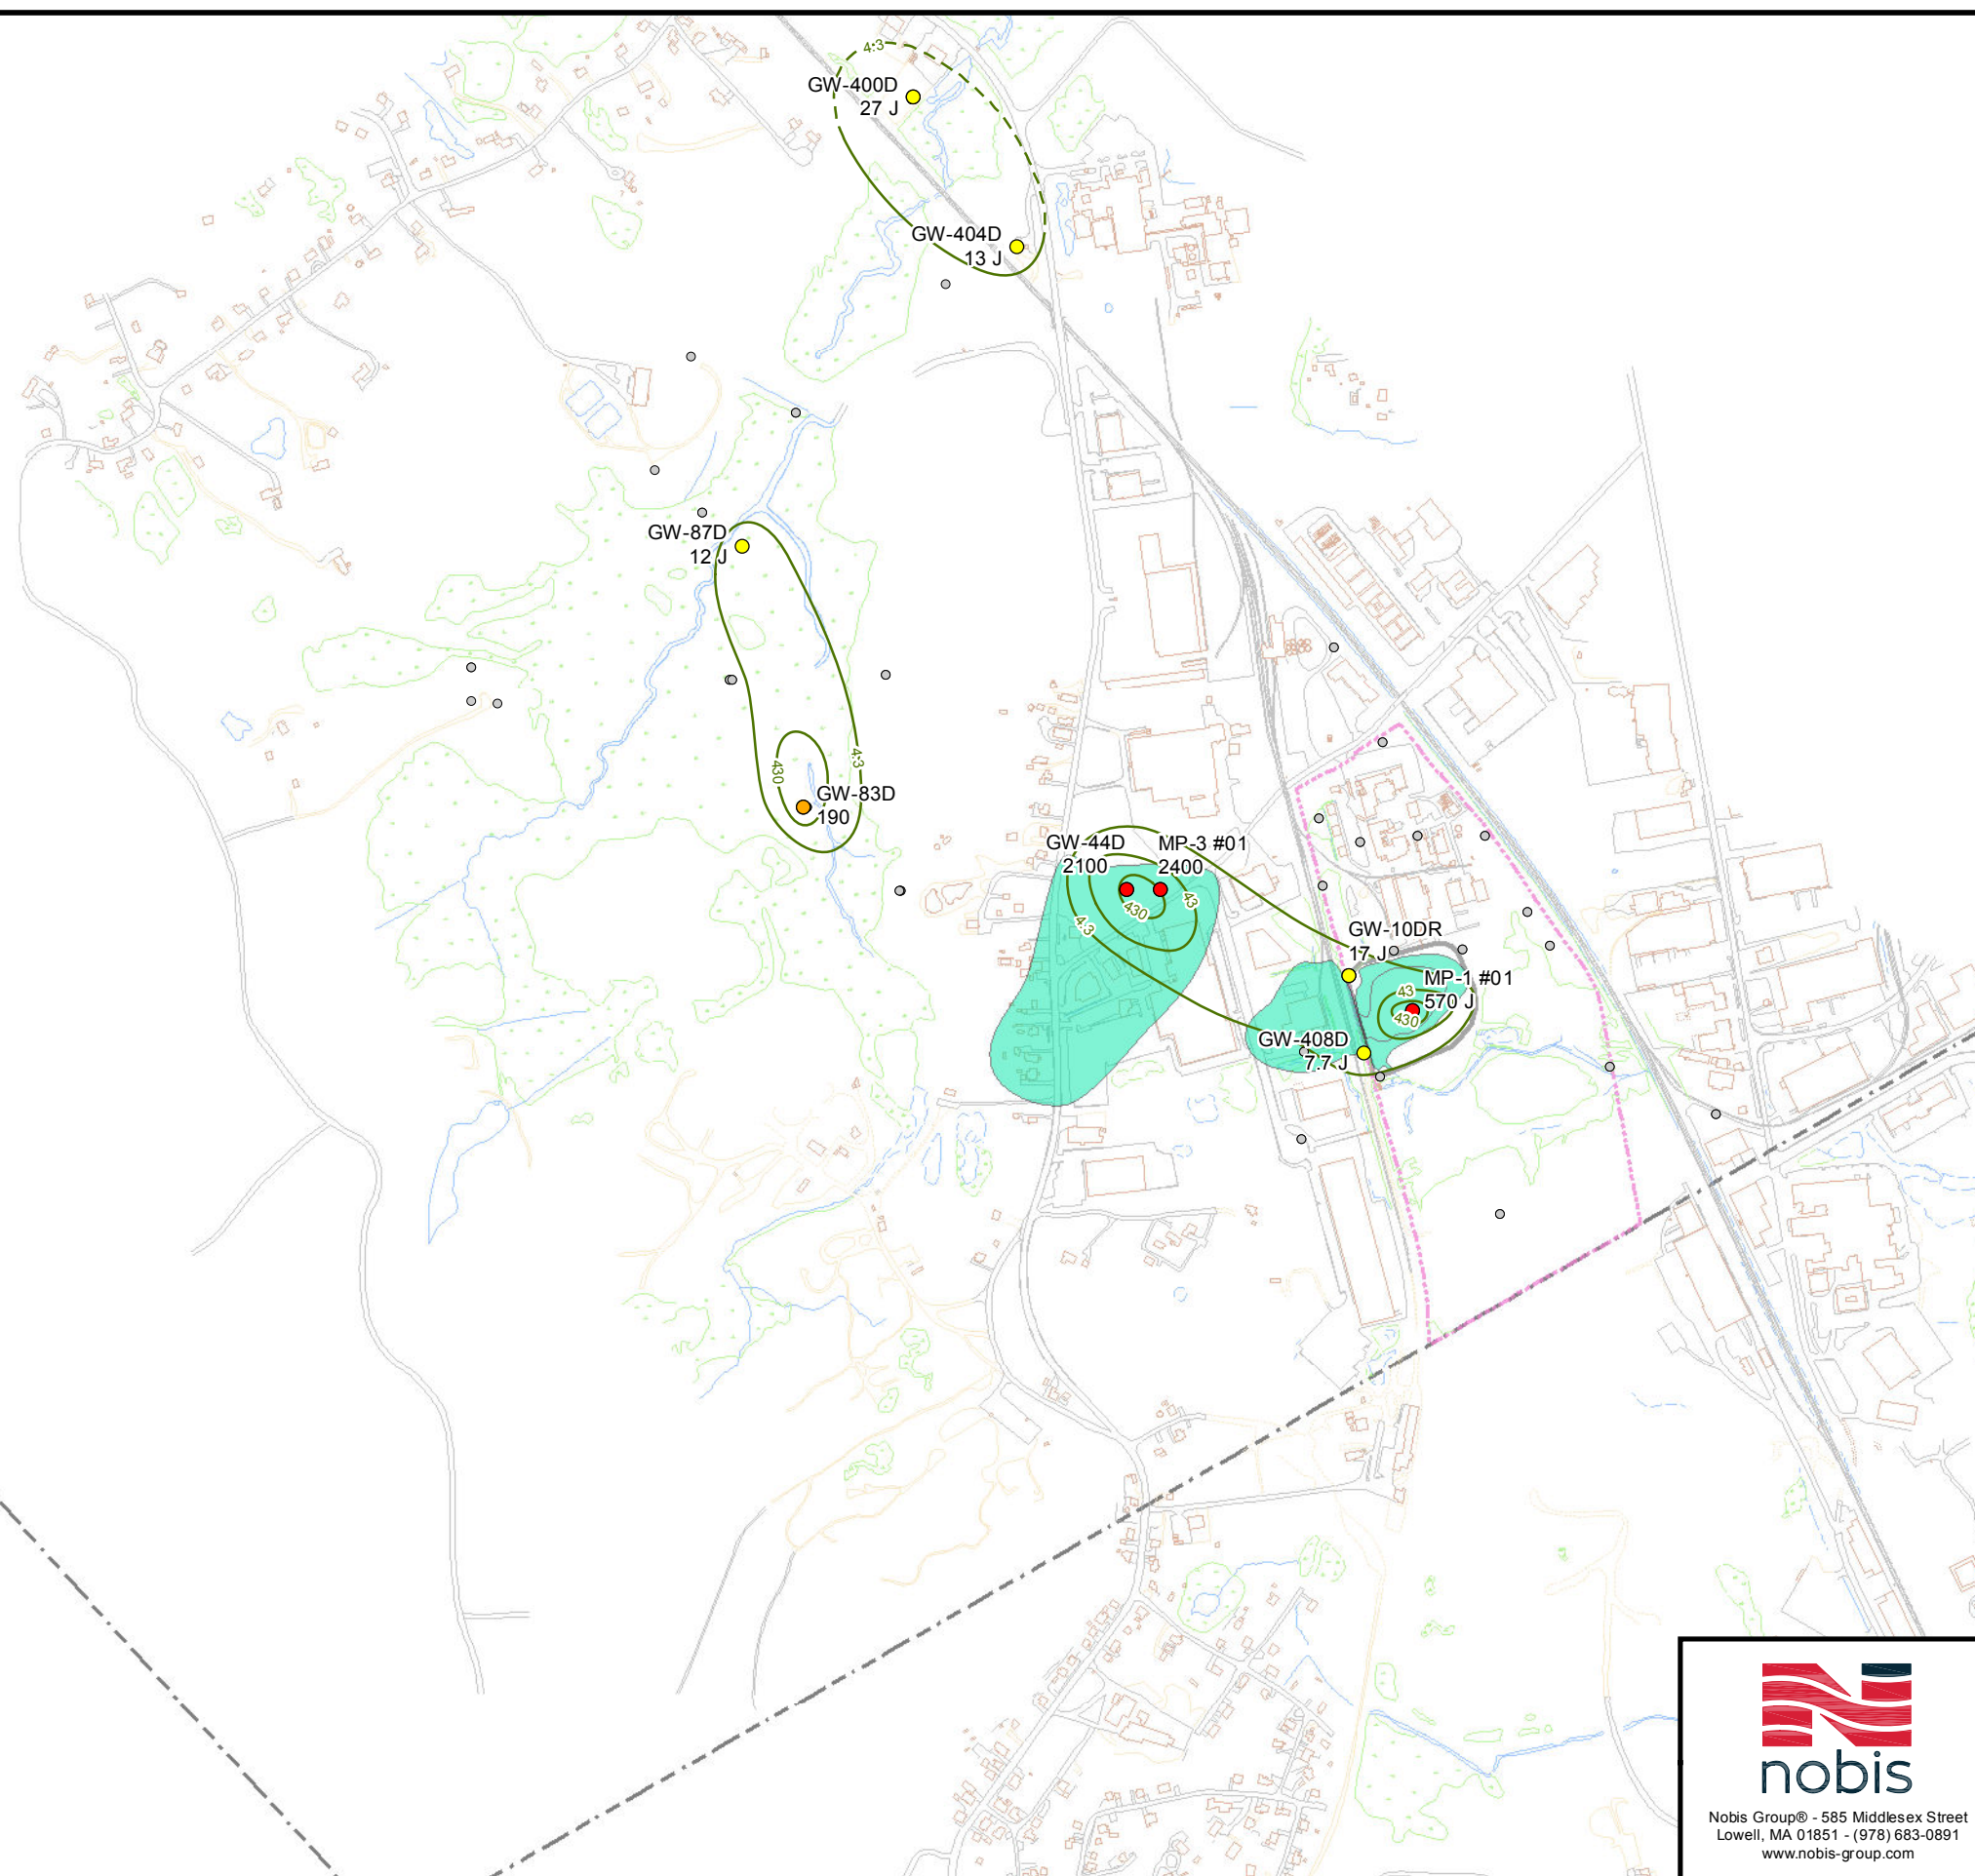 4.3
GW-400D
27 J
GW-404D
13 J
GW-87D
12 J
4.3
430
GW-83D
190
GW-44D
2100
MP-3 #01
2400
43
430
4.3
GW-10DR
17 J
MP-1 #01
570 J
43
430
GW-408D
7.7 J
nobis
Nobis Group® - 585 Middlesex Street
Lowell, MA 01851 - (978) 683-0891
www.nobis-group.com